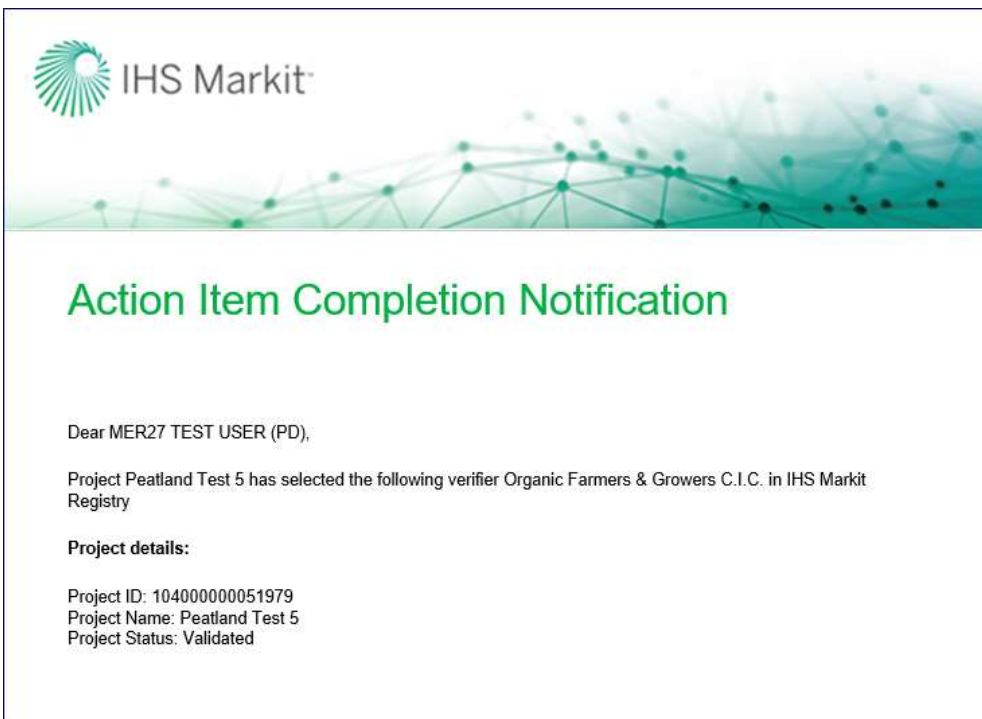 IHS Markit™
Action Item Completion Notification
Dear MER27 TEST USER (PD),
Project Peatland Test 5 has selected the following verifier Organic Farmers & Growers C.I.C. in IHS Markit
Registry
Project details:
Project ID: 104000000051979
Project Name: Peatland Test 5
Project Status: Validated